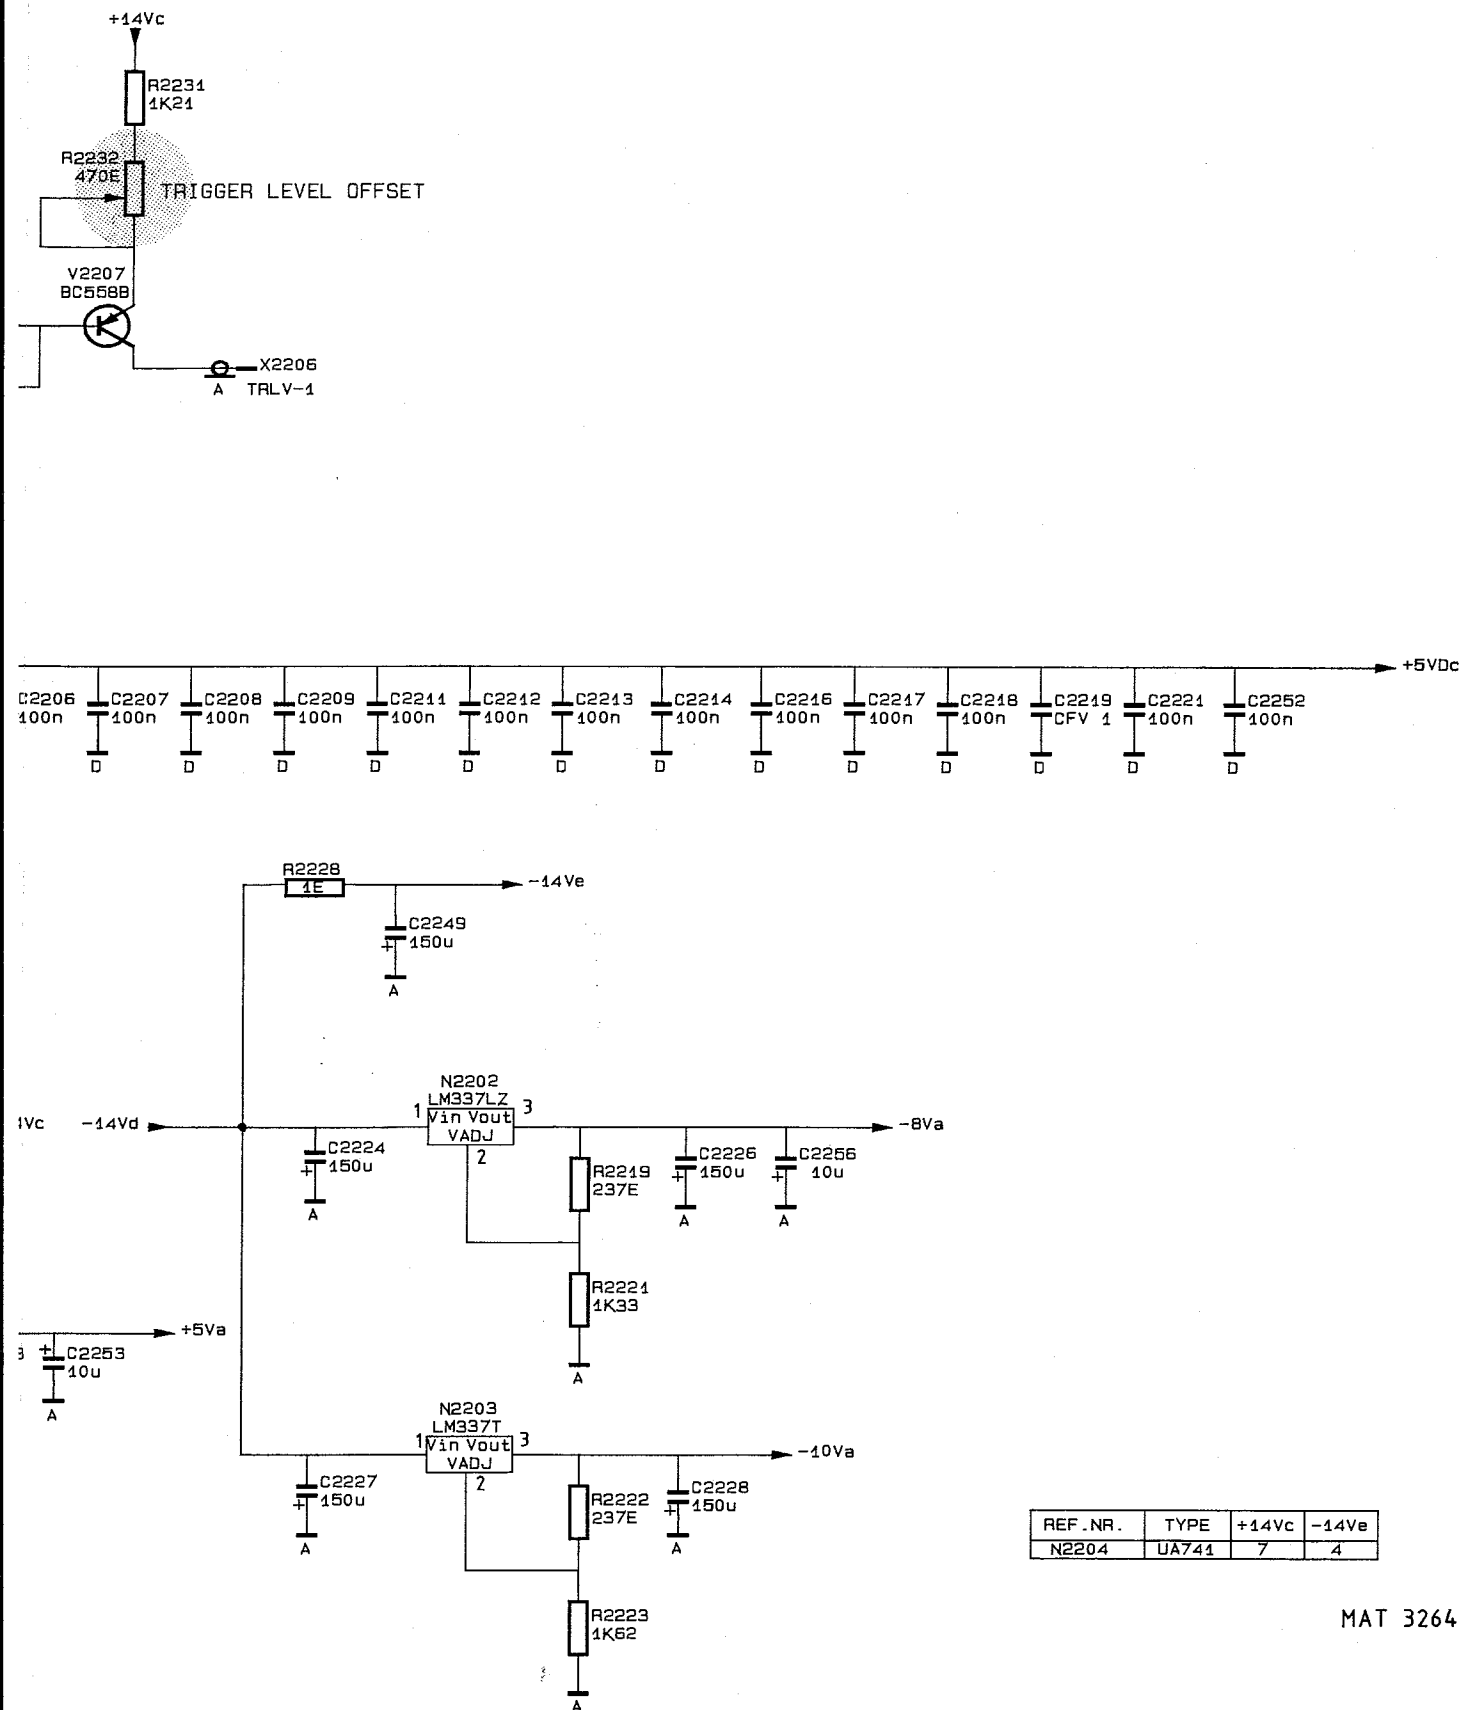 +14Vc
R2231
1K21
R2232
470E
TRIGGER LEVEL OFFSET
V2207
BC558B
X2206
A
TRLV-1
+5VDc
C2206
100n
C2207
100n
C2208
100n
C2209
100n
C2211
100n
C2212
100n
C2213
100n
C2214
100n
C2216
100n
C2217
100n
C2218
100n
C2219
CFV 1
C2221
100n
C2252
100n
D D D D D D D D D D D D D
R2228
1E
-14Ve
C2249
+ 150u
A
N2202
LM337LZ
1 Vin Vout 3
VADJ
2
Vc
-14Vd
-8Va
C2224
+ 150u
A
R2219
237E
C2226
+ 150u
A
C2256
+ 10u
A
R2221
1K33
A
+5Va
+ C2253
10u
A
N2203
LM337T
1 Vin Vout 3
VADJ
2
-10Va
C2227
+ 150u
A
R2222
237E
C2228
+ 150u
A
R2223
1K62
A
REF.NR. TYPE +14Vc -14Ve
N2204 UA741 7 4
MAT 3264